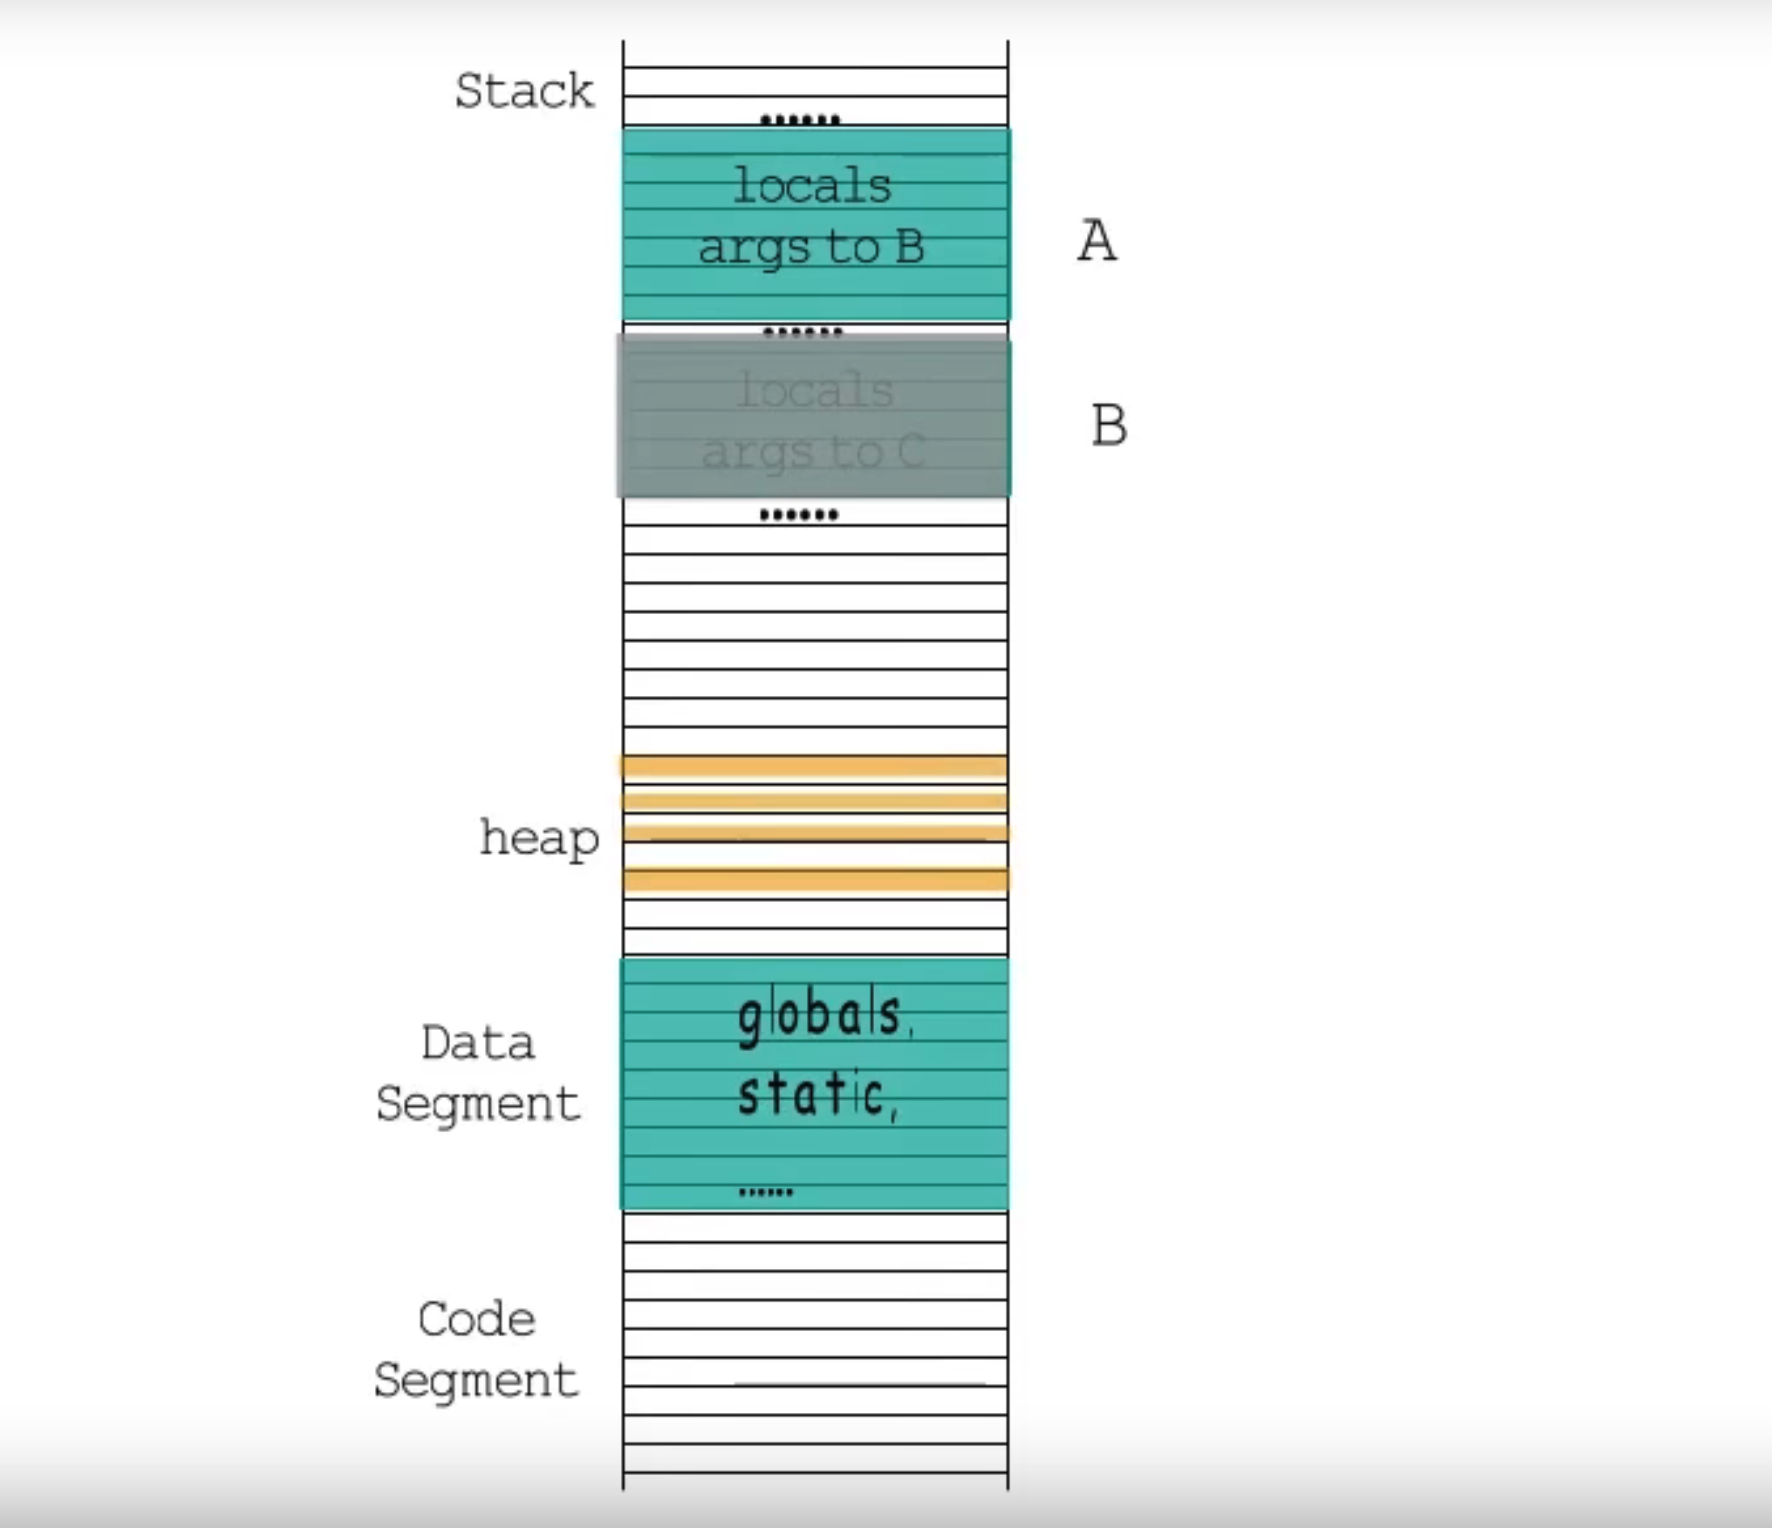 Stack
......
locals
args to B
A
......
locals
args to C
B
......
heap
Data
Segment
globals,
static,
......
Code
Segment